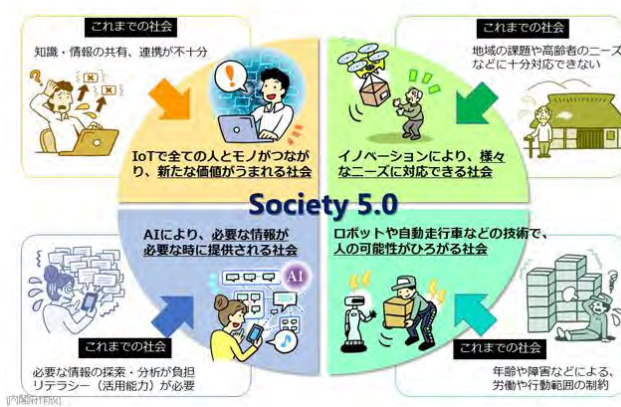 これまでの社会
知識・情報の共有、連携が不十分
これまでの社会
地域の課題や高齢者のニーズ
などに十分対応できない
IoTで全ての人とモノがつなが
り、新たな価値がうまれる社会
イノベーションにより、様々
なニーズに対応できる社会
Society 5.0
AIにより、必要な情報が
必要な時に提供される社会
ロボットや自動走行車などの技術で、
人の可能性がひろがる社会
AI
これまでの社会
必要な情報の探索・分析が負担
リテラシー（活用能力）が必要
これまでの社会
年齢や障害などによる、
労働や行動範囲の制約
[内閣府作成]